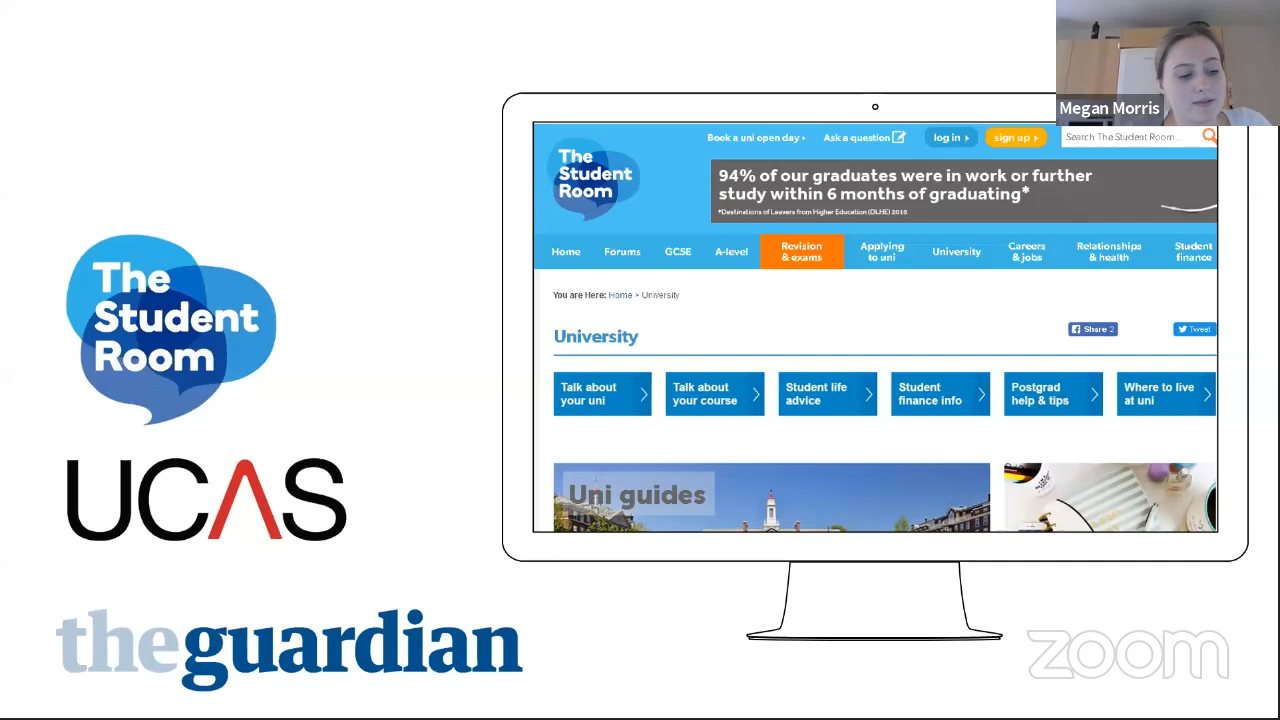 Megan Morris
The
Student
Room
UCAS
theguardian
The
Student
Room
Book a uni open day
Ask a question
log in
sign up
Search The Student Room...
94% of our graduates were in work or further
study within 6 months of graduating*
*Destinations of Leavers from Higher Education (DLHE) 2016
Home
Forums
GCSE
A-level
Revision
& exams
Applying
to uni
University
Careers
& jobs
Relationships
& health
Student
finance
You are Here: Home > University
University
Share 2
Tweet
Talk about
your uni
Talk about
your course
Student life
advice
Student
finance info
Postgrad
help & tips
Where to live
at uni
Uni guides
zoom